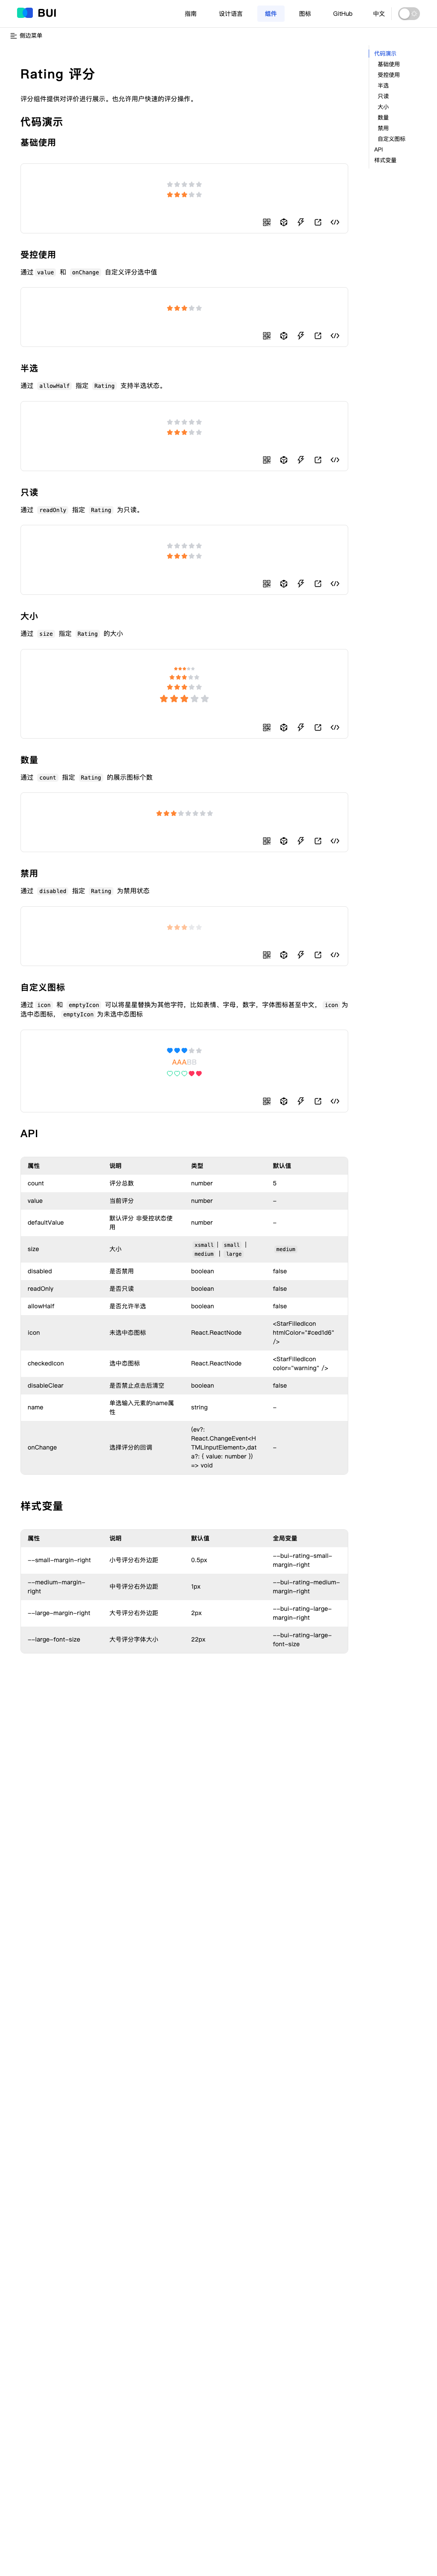 BUI
指南
设计语言
组件
图标
GitHub
中文
侧边菜单
代码演示
基础使用
受控使用
半选
只读
大小
数量
禁用
自定义图标
API
样式变量
Rating 评分
评分组件提供对评价进行展示。也允许用户快速的评分操作。
代码演示
基础使用
受控使用
通过 value 和 onChange 自定义评分选中值
半选
通过 allowHalf 指定 Rating 支持半选状态。
只读
通过 readOnly 指定 Rating 为只读。
大小
通过 size 指定 Rating 的大小
数量
通过 count 指定 Rating 的展示图标个数
禁用
通过 disabled 指定 Rating 为禁用状态
自定义图标
通过 icon 和 emptyIcon 可以将星星替换为其他字符，比如表情、字母，数字，字体图标甚至中文， icon 为
选中态图标， emptyIcon 为未选中态图标
AAABB
API
属性 说明 类型 默认值
count 评分总数 number 5
value 当前评分 number -
defaultValue 默认评分 非受控状态使
用 number -
size 大小 xsmall | small |
medium | large medium
disabled 是否禁用 boolean false
readOnly 是否只读 boolean false
allowHalf 是否允许半选 boolean false
icon 未选中态图标 React.ReactNode <StarFilledIcon
htmlColor="#ced1d6"
/>
checkedIcon 选中态图标 React.ReactNode <StarFilledIcon
color="warning" />
disableClear 是否禁止点击后清空 boolean false
name 单选输入元素的name属
性 string -
onChange 选择评分的回调 (ev?:
React.ChangeEvent<H
TMLInputElement>,dat
a?: { value: number })
=> void -
样式变量
属性 说明 默认值 全局变量
--small-margin-right 小号评分右外边距 0.5px --bui-rating-small-
margin-right
--medium-margin-
right 中号评分右外边距 1px --bui-rating-medium-
margin-right
--large-margin-right 大号评分右外边距 2px --bui-rating-large-
margin-right
--large-font-size 大号评分字体大小 22px --bui-rating-large-
font-size